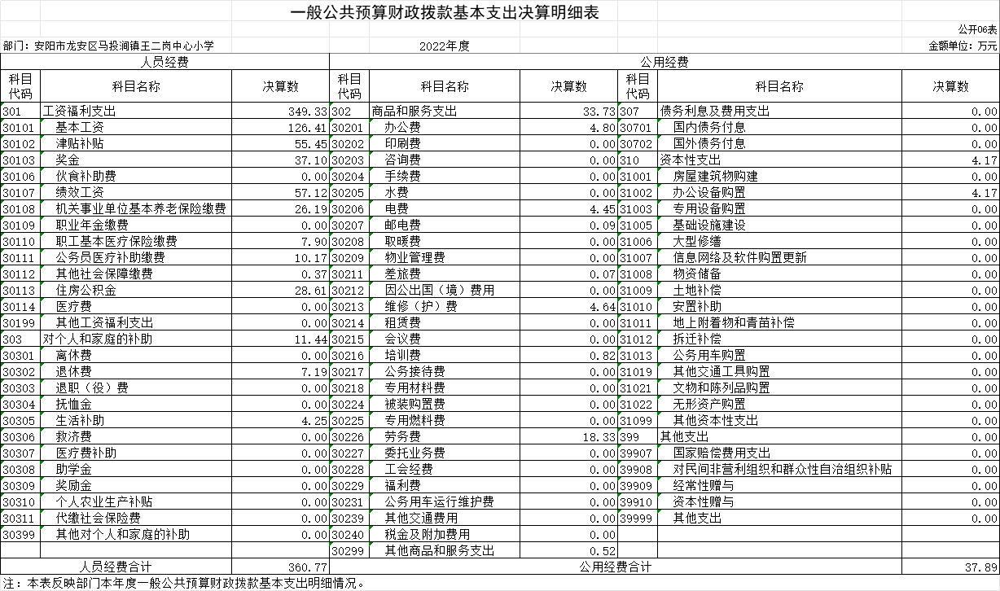 一般公共预算财政拨款基本支出决算明细表
公开06表
部门：安阳市龙安区马投涧镇王二岗中心小学 2022年度 金额单位：万元
人员经费 公用经费
科目代码 科目名称 决算数 科目代码 科目名称 决算数 科目代码 科目名称 决算数
301 工资福利支出 349.33 302 商品和服务支出 33.73 307 债务利息及费用支出 0.00
30101 基本工资 126.41 30201 办公费 4.80 30701 国内债务付息 0.00
30102 津贴补贴 55.45 30202 印刷费 0.00 30702 国外债务付息 0.00
30103 奖金 37.10 30203 咨询费 0.00 310 资本性支出 4.17
30106 伙食补助费 0.00 30204 手续费 0.00 31001 房屋建筑物购建 0.00
30107 绩效工资 57.12 30205 水费 0.00 31002 办公设备购置 4.17
30108 机关事业单位基本养老保险缴费 26.19 30206 电费 4.45 31003 专用设备购置 0.00
30109 职业年金缴费 0.00 30207 邮电费 0.09 31005 基础设施建设 0.00
30110 职工基本医疗保险缴费 7.90 30208 取暖费 0.00 31006 大型修缮 0.00
30111 公务员医疗补助缴费 10.17 30209 物业管理费 0.00 31007 信息网络及软件购置更新 0.00
30112 其他社会保障缴费 0.37 30211 差旅费 0.07 31008 物资储备 0.00
30113 住房公积金 28.61 30212 因公出国（境）费用 0.00 31009 土地补偿 0.00
30114 医疗费 0.00 30213 维修（护）费 4.64 31010 安置补助 0.00
30199 其他工资福利支出 0.00 30214 租赁费 0.00 31011 地上附着物和青苗补偿 0.00
303 对个人和家庭的补助 11.44 30215 会议费 0.00 31012 拆迁补偿 0.00
30301 离休费 0.00 30216 培训费 0.82 31013 公务用车购置 0.00
30302 退休费 7.19 30217 公务接待费 0.00 31019 其他交通工具购置 0.00
30303 退职（役）费 0.00 30218 专用材料费 0.00 31021 文物和陈列品购置 0.00
30304 抚恤金 0.00 30224 被装购置费 0.00 31022 无形资产购置 0.00
30305 生活补助 4.25 30225 专用燃料费 0.00 31099 其他资本性支出 0.00
30306 救济费 0.00 30226 劳务费 18.33 399 其他支出 0.00
30307 医疗费补助 0.00 30227 委托业务费 0.00 39907 国家赔偿费用支出 0.00
30308 助学金 0.00 30228 工会经费 0.00 39908 对民间非营利组织和群众性自治组织补贴 0.00
30309 奖励金 0.00 30229 福利费 0.00 39909 经常性赠与 0.00
30310 个人农业生产补贴 0.00 30231 公务用车运行维护费 0.00 39910 资本性赠与 0.00
30311 代缴社会保险费 0.00 30239 其他交通费用 0.00 39999 其他支出 0.00
30399 其他对个人和家庭的补助 0.00 30240 税金及附加费用 0.00
30299 其他商品和服务支出 0.52
人员经费合计 360.77 公用经费合计 37.89
注：本表反映部门本年度一般公共预算财政拨款基本支出明细情况。